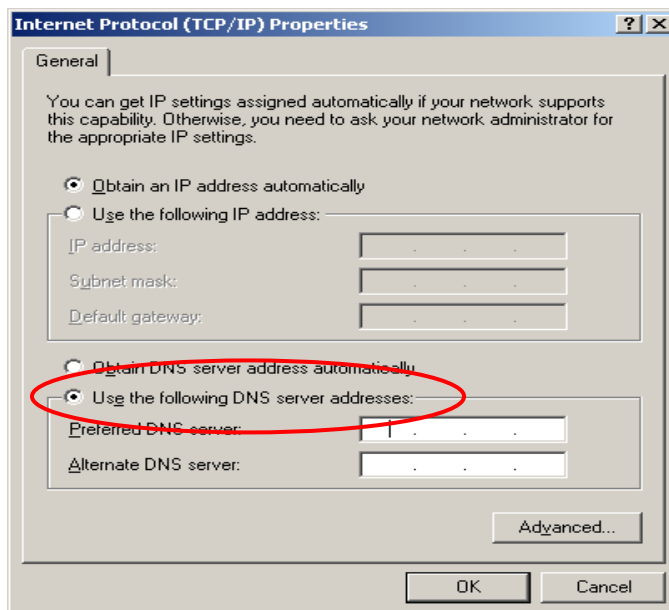 Internet Protocol (TCP/IP) Properties
General
You can get IP settings assigned automatically if your network supports
this capability. Otherwise, you need to ask your network administrator for
the appropriate IP settings.
Obtain an IP address automatically
Use the following IP address:
IP address:
Subnet mask:
Default gateway:
Obtain DNS server address automatically
Use the following DNS server addresses:
Preferred DNS server:
Alternate DNS server:
Advanced...
OK Cancel